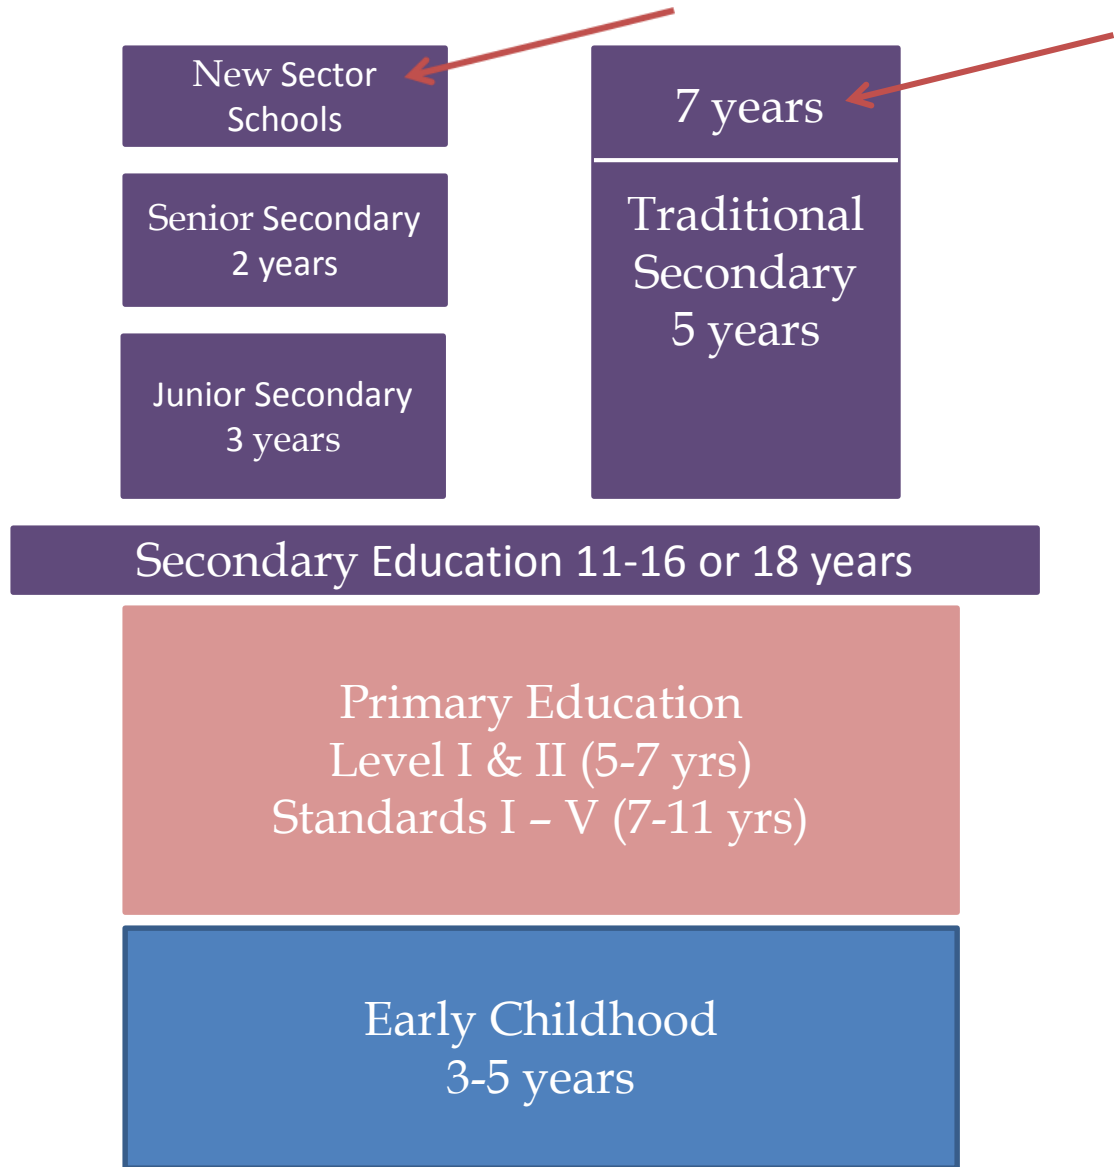 New Sector
Schools
Senior Secondary
2 years
Junior Secondary
3 years
7 years
Traditional
Secondary
5 years
Secondary Education 11-16 or 18 years
Primary Education
Level I & II (5-7 yrs)
Standards I – V (7-11 yrs)
Early Childhood
3-5 years